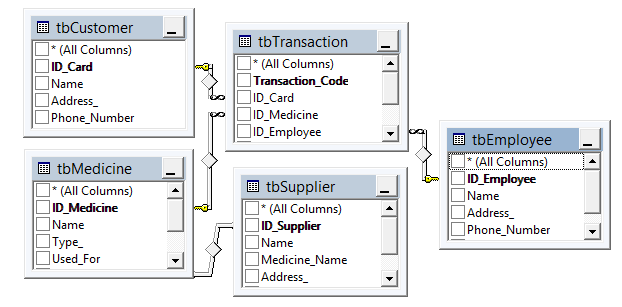 tbCustomer
* (All Columns)
ID_Card
Name
Address_
Phone_Number
tbTransaction
* (All Columns)
Transaction_Code
ID_Card
ID_Medicine
ID_Employee
tbEmployee
* (All Columns)
ID_Employee
Name
Address_
Phone_Number
tbMedicine
* (All Columns)
ID_Medicine
Name
Type_
Used_For
tbSupplier
* (All Columns)
ID_Supplier
Name
Medicine_Name
Address_